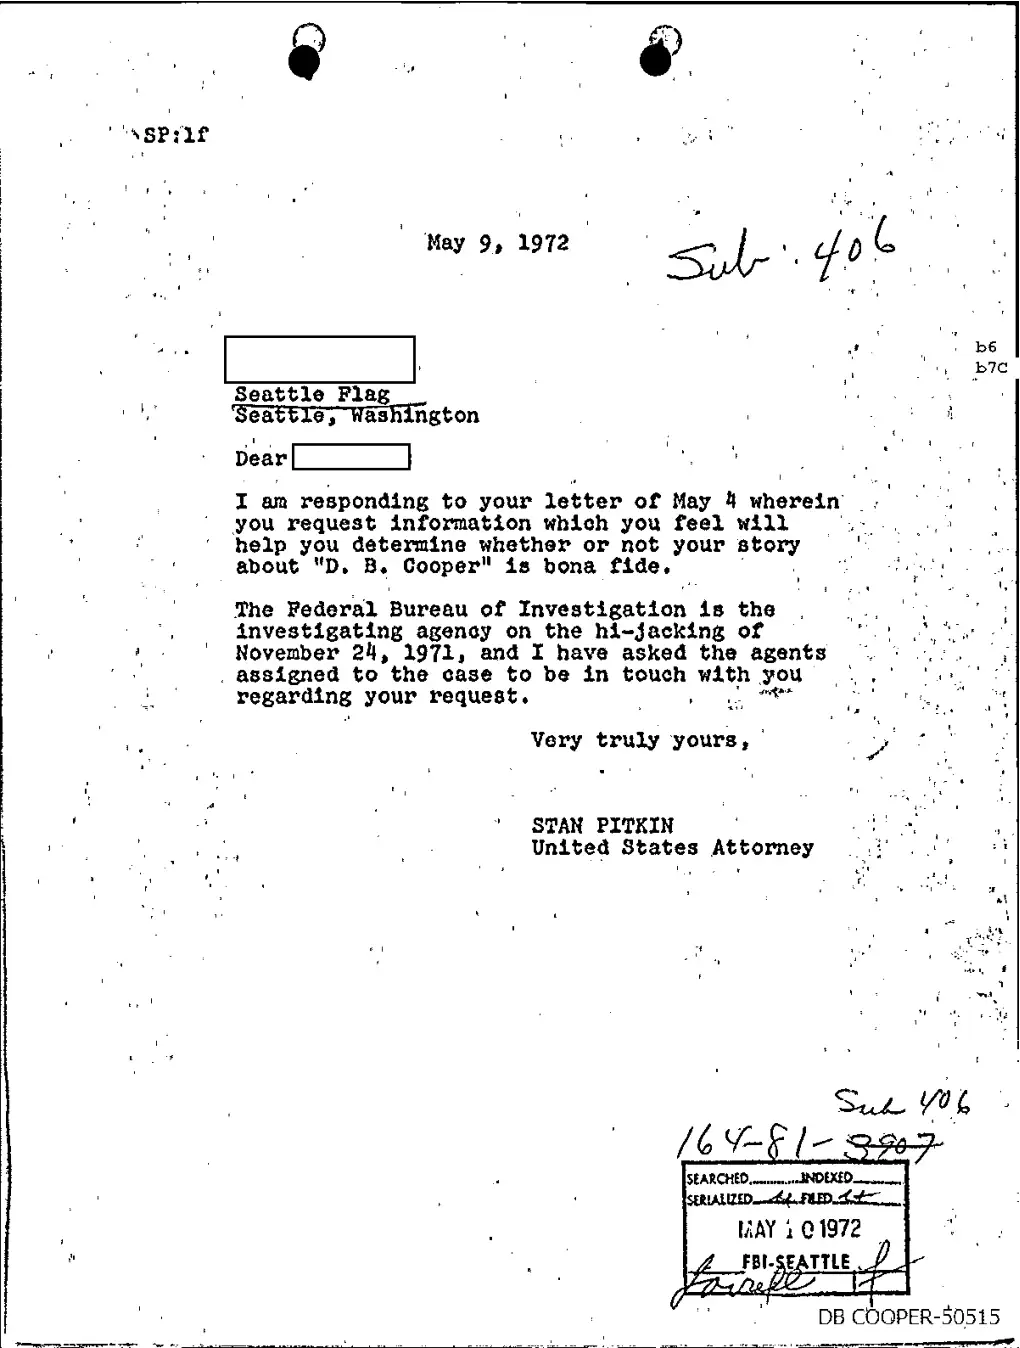 SP:lf
May 9, 1972
Sub. 406
b6
b7C
Seattle Flag
Seattle, Washington
Dear
I am responding to your letter of May 4 wherein
you request information which you feel will
help you determine whether or not your story
about "D. B. Cooper" is bona fide.
The Federal Bureau of Investigation is the
investigating agency on the hi-jacking of
November 24, 1971, and I have asked the agents
assigned to the case to be in touch with you
regarding your request.
Very truly yours,
STAN PITKIN
United States Attorney
Sub 406
164-81-3907
SEARCHED............INDEXED
SERIALIZED FILED
MAY 10 1972
FBI-SEATTLE
DB COOPER-50515